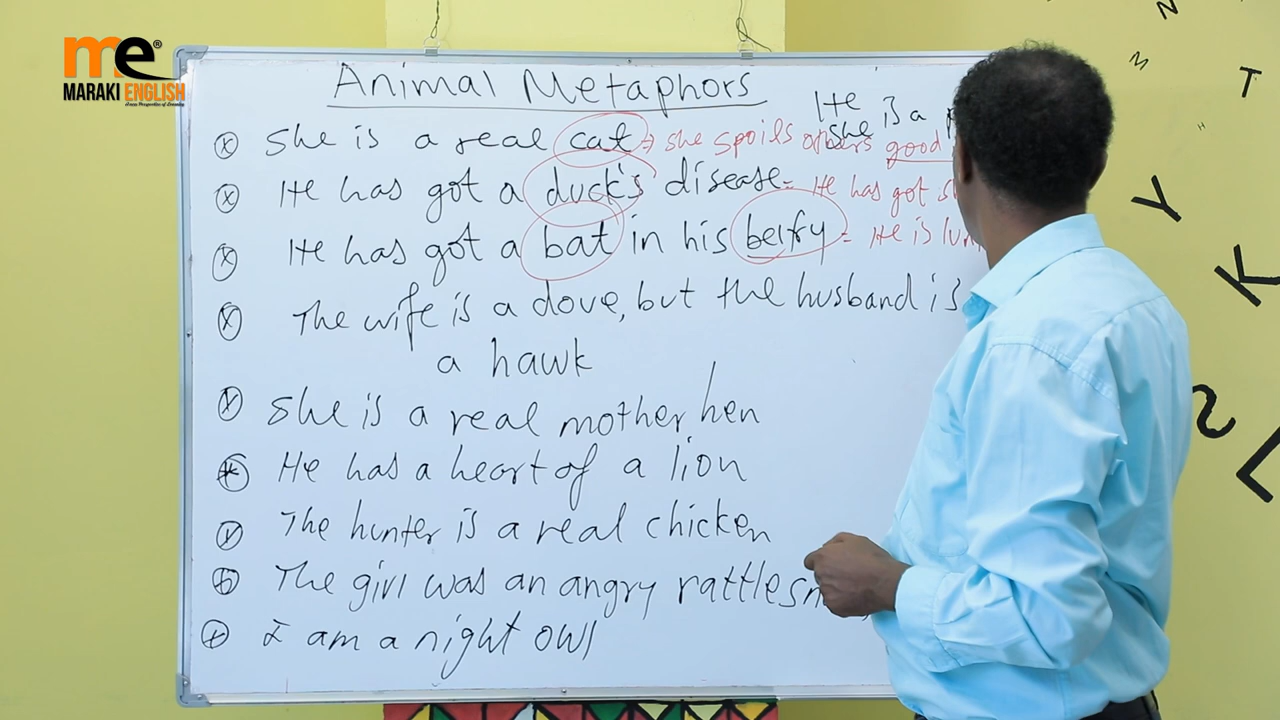 me®
MARAKI ENGLISH
Animal Metaphors
He
She is a
She is a real cat => she spoils others good
He has got a duck's disease = He has got
He has got a bat in his belfry = He is
The wife is a dove, but the husband is
a hawk
She is a real mother hen
He has a heart of a lion
The hunter is a real chicken
The girl was an angry
I am a night owl
N
M
T
Y
K
S
L